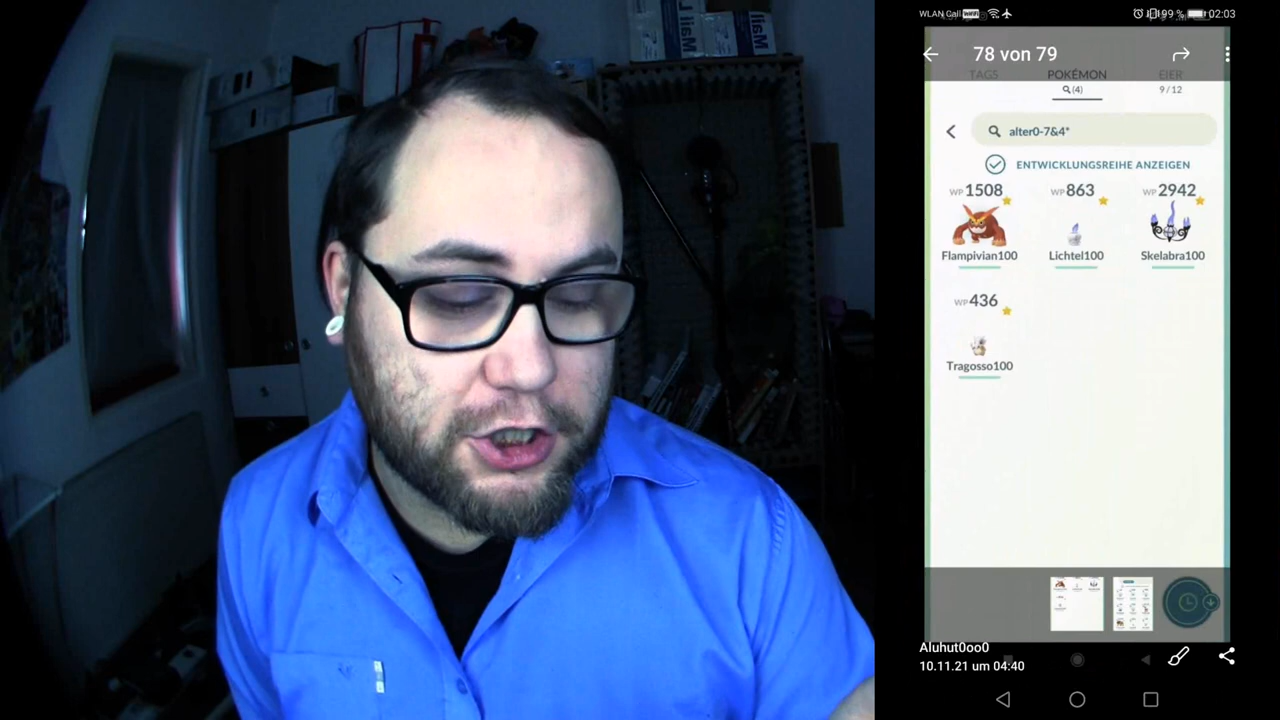 WLAN Call
99 %
02:03
78 von 79
TAGS
POKÉMON
EIER
(4)
9 / 12
alter0-7&4*
ENTWICKLUNGSREIHE ANZEIGEN
WP 1508
WP 863
WP 2942
Flampivian100
Lichtel100
Skelabra100
WP 436
Tragosso100
Aluhut0oo0
10.11.21 um 04:40